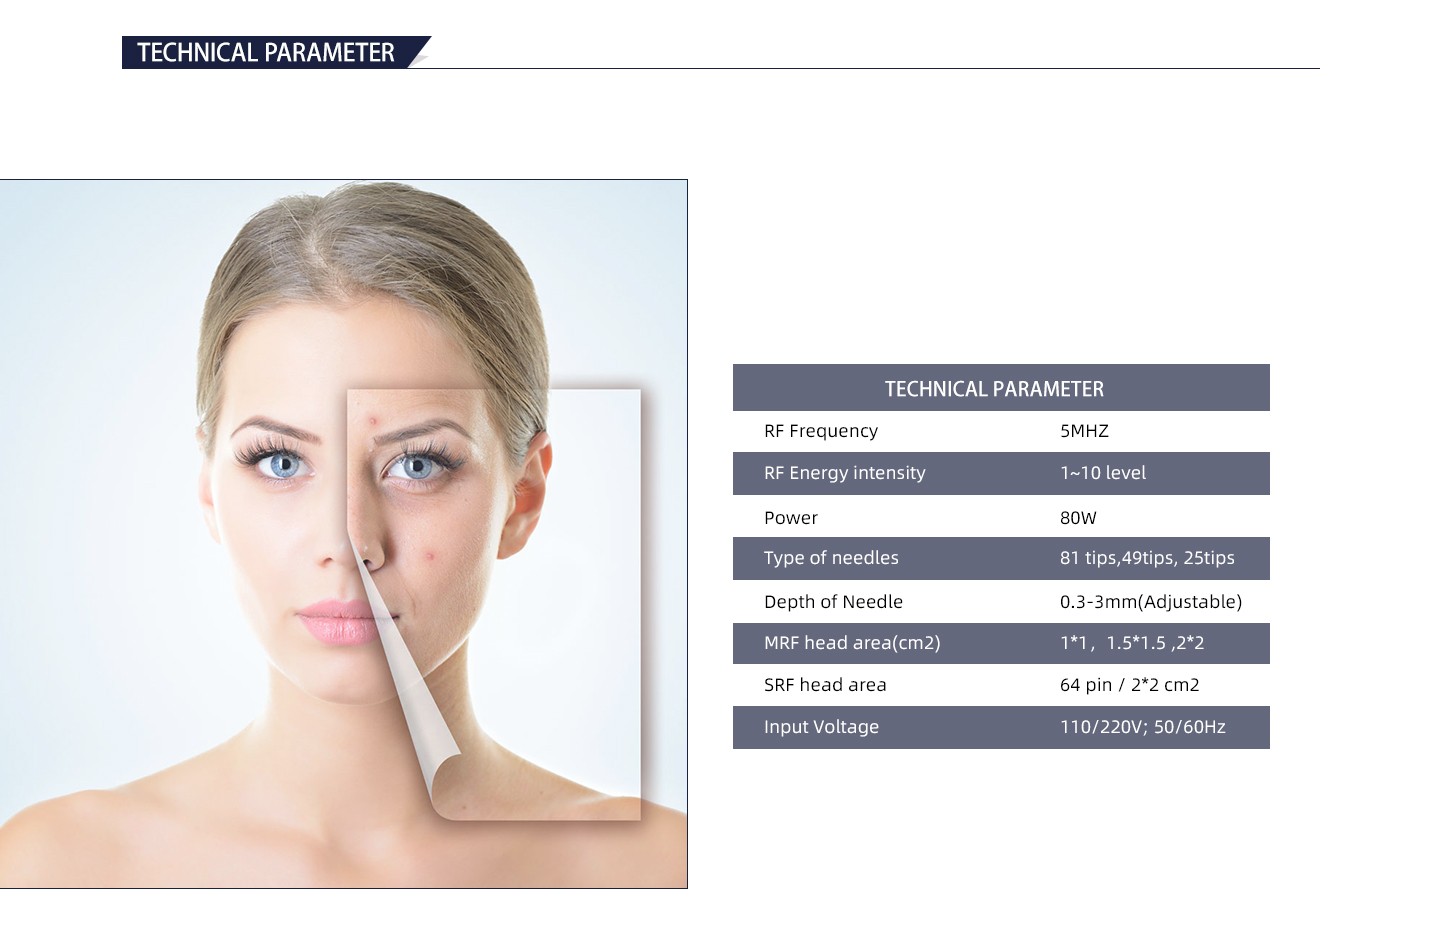 TECHNICAL PARAMETER
TECHNICAL PARAMETER
RF Frequency 5MHZ
RF Energy intensity 1~10 level
Power 80W
Type of needles 81 tips,49tips, 25tips
Depth of Needle 0.3-3mm(Adjustable)
MRF head area(cm2) 1*1, 1.5*1.5 ,2*2
SRF head area 64 pin / 2*2 cm2
Input Voltage 110/220V; 50/60Hz